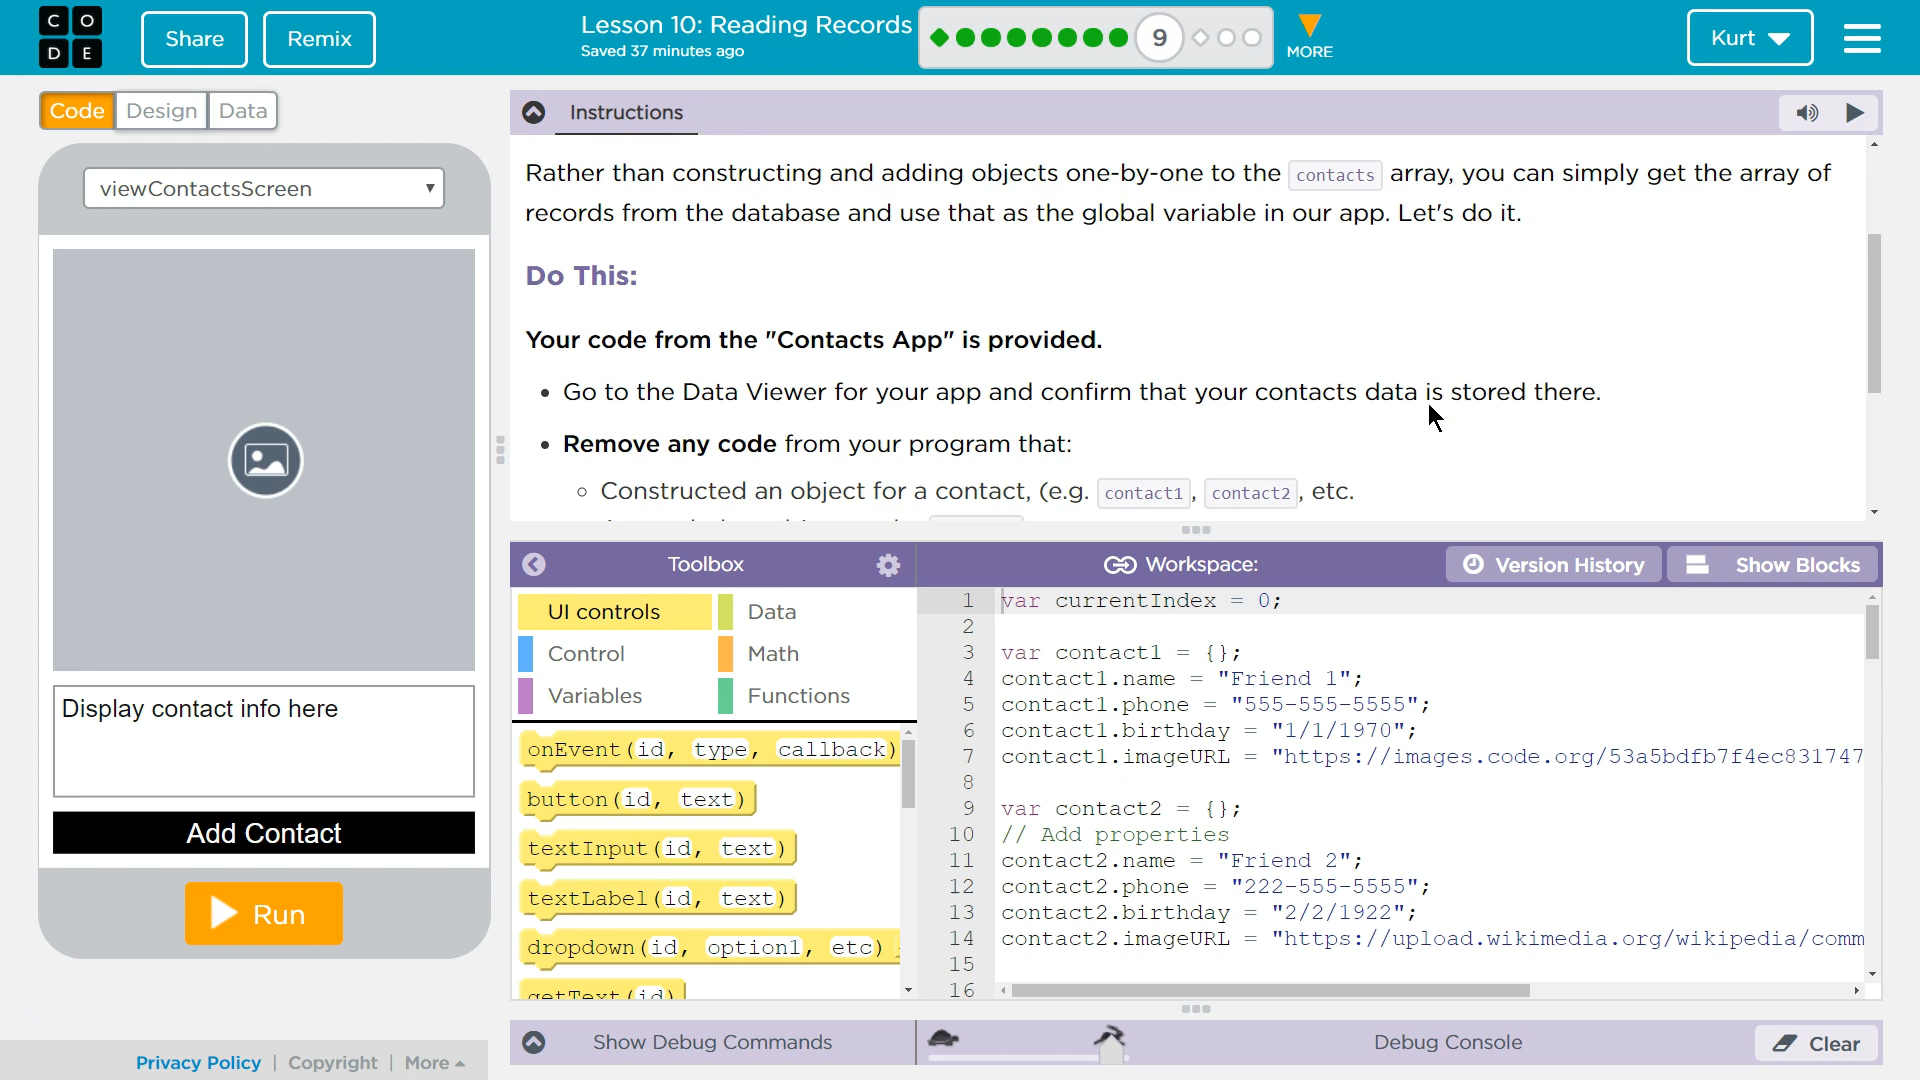 CODE
Share
Remix
Lesson 10: Reading Records
Saved 37 minutes ago
9
MORE
Kurt
Code
Design
Data
viewContactsScreen
Display contact info here
Add Contact
Run
Privacy Policy | Copyright | More
Instructions
Rather than constructing and adding objects one-by-one to the contacts array, you can simply get the array of
records from the database and use that as the global variable in our app. Let's do it.
Do This:
Your code from the "Contacts App" is provided.
• Go to the Data Viewer for your app and confirm that your contacts data is stored there.
• Remove any code from your program that:
Constructed an object for a contact, (e.g. contact1, contact2, etc.
Toolbox
Workspace:
Version History
Show Blocks
UI controls
Data
Control
Math
Variables
Functions
onEvent(id, type, callback)
button(id, text)
textInput(id, text)
textLabel(id, text)
dropdown(id, option1, etc)
getText(id)
1 var currentIndex = 0;
2
3 var contact1 = {};
4 contact1.name = "Friend 1";
5 contact1.phone = "555-555-5555";
6 contact1.birthday = "1/1/1970";
7 contact1.imageURL = "https://images.code.org/53a5bdfb7f4ec831747
8
9 var contact2 = {};
10 // Add properties
11 contact2.name = "Friend 2";
12 contact2.phone = "222-555-5555";
13 contact2.birthday = "2/2/1922";
14 contact2.imageURL = "https://upload.wikimedia.org/wikipedia/comm
15
16
Show Debug Commands
Debug Console
Clear